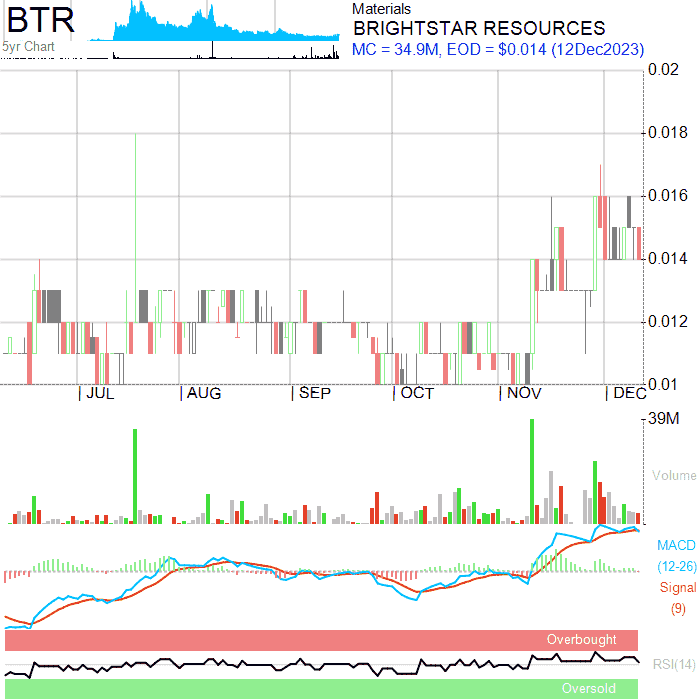 BTR
5yr Chart
Materials
BRIGHTSTAR RESOURCES
MC = 34.9M, EOD = $0.014 (12Dec2023)
0.02
0.018
0.016
0.014
0.012
0.01
JUL
AUG
SEP
OCT
NOV
DEC
39M
Volume
MACD
(12-26)
Signal
(9)
Overbought
RSI(14)
Oversold